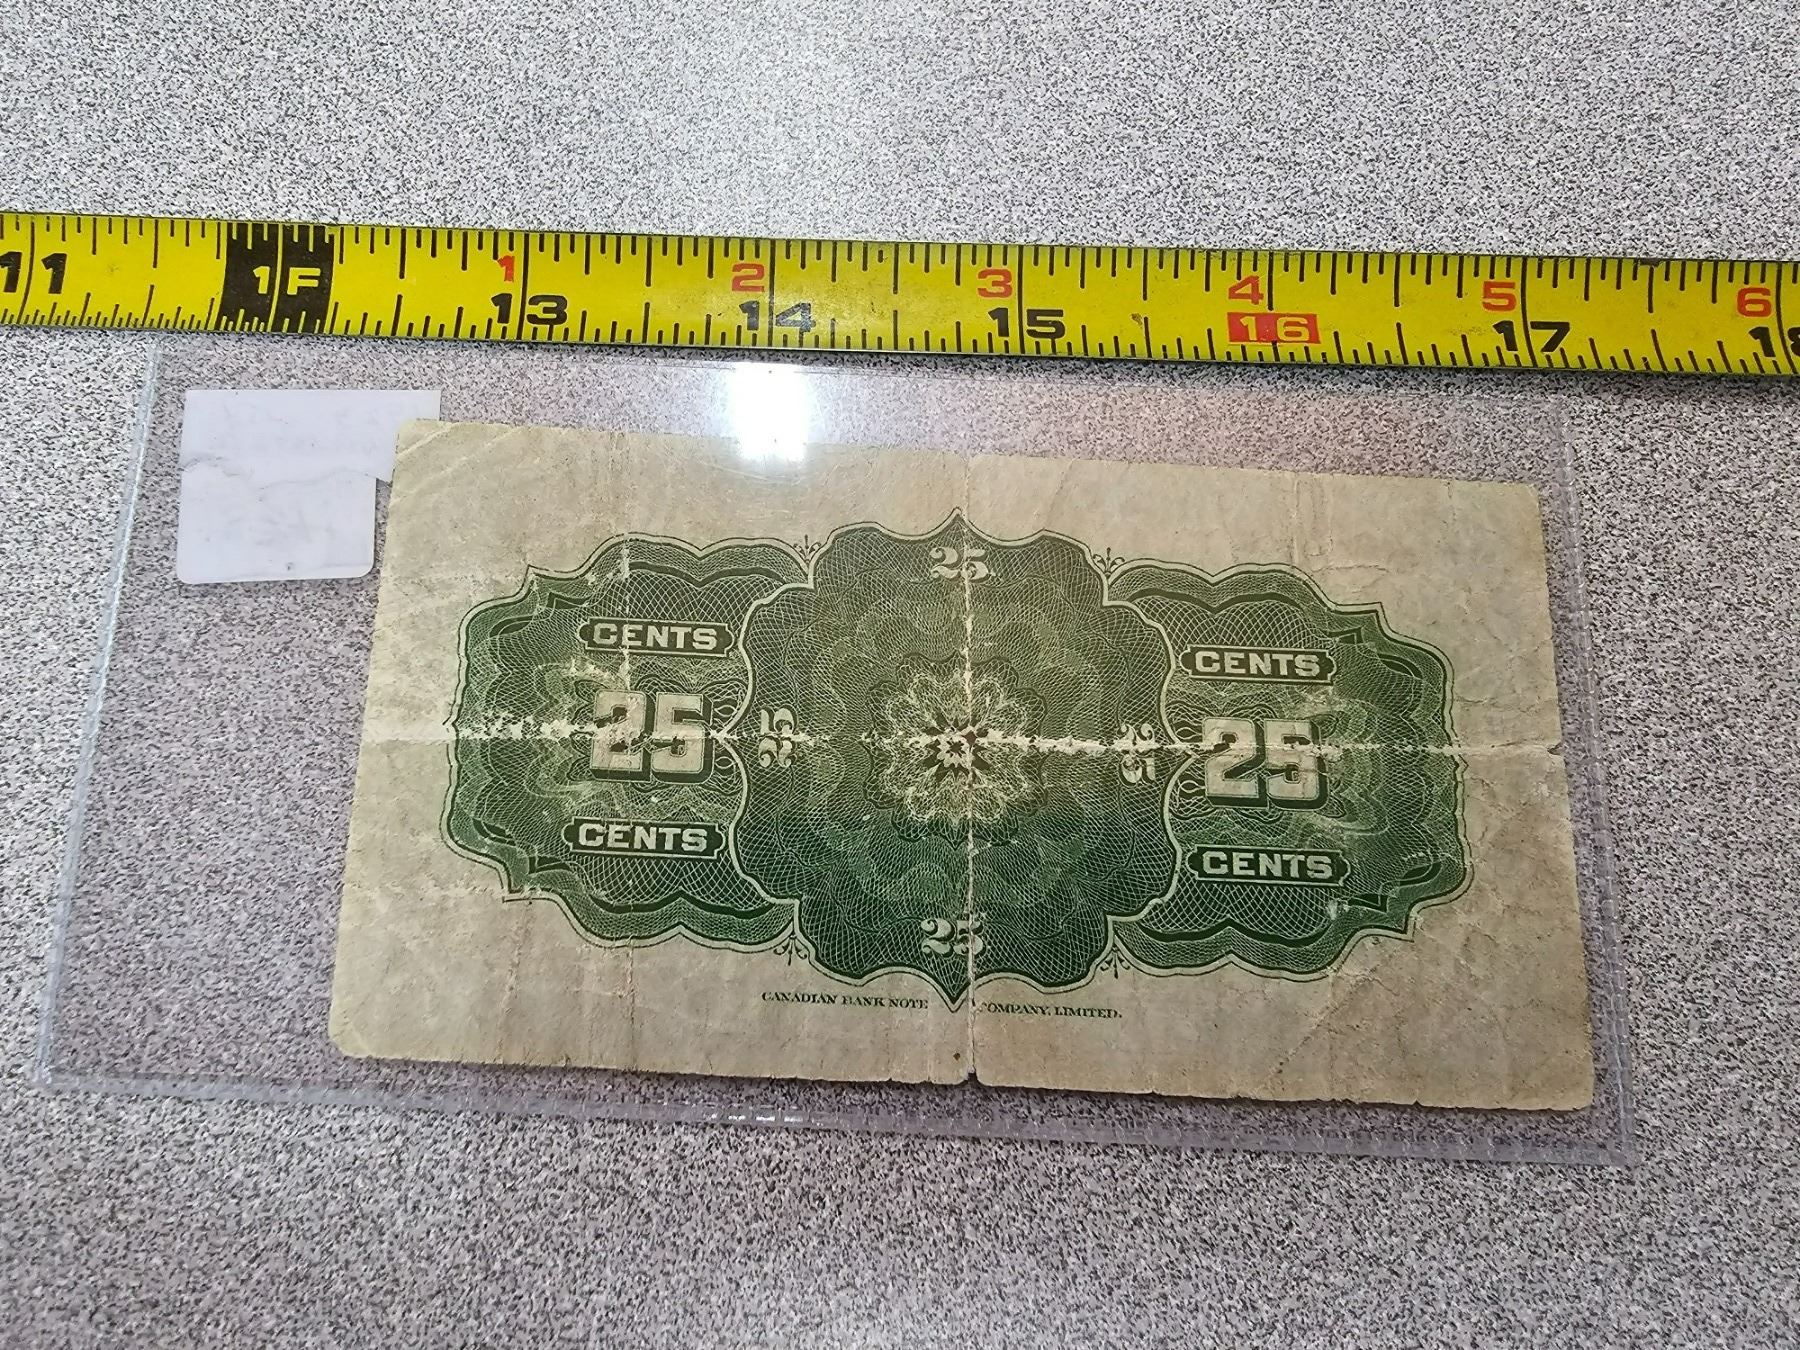 1 2 3 4 5 6
11 1F 13 14 15 16 17
25
CENTS CENTS
25 25 25 25
CENTS CENTS
25
CANADIAN BANK NOTE COMPANY, LIMITED.